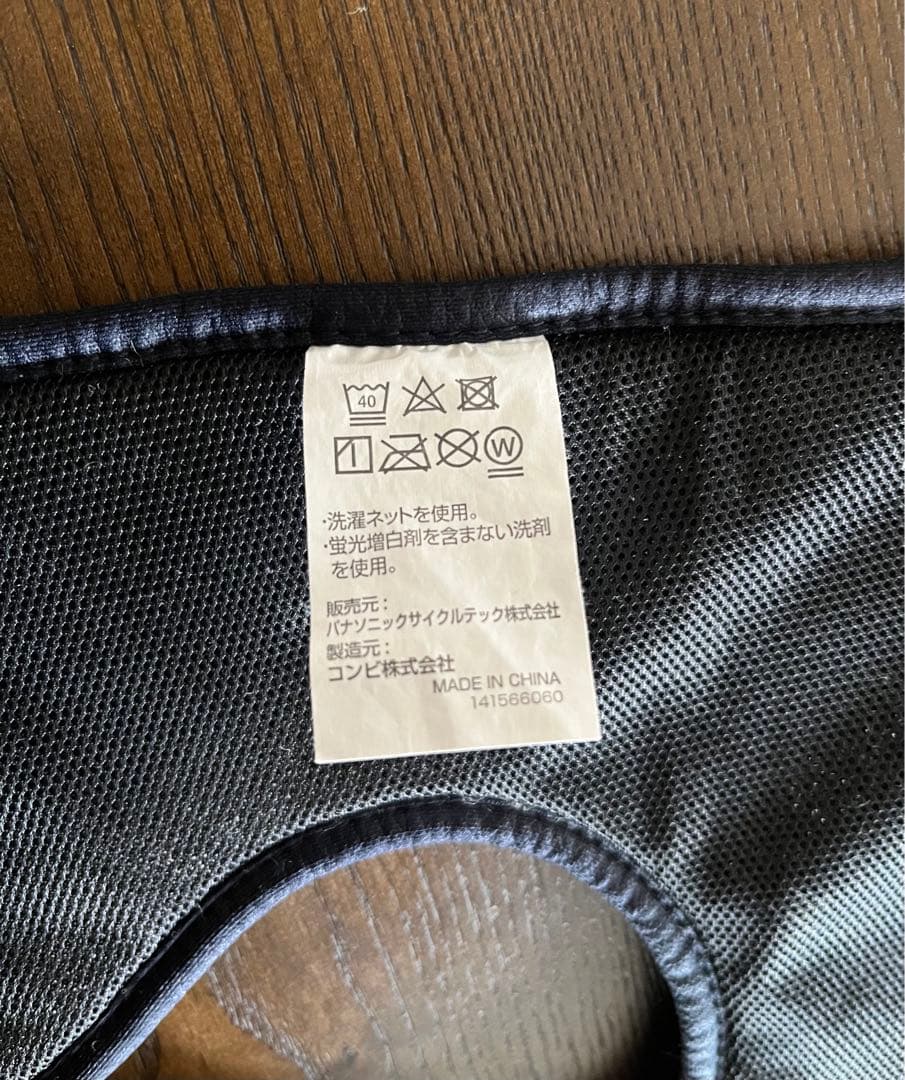 40
W
・洗濯ネットを使用。
・蛍光増白剤を含まない洗剤
を使用。
販売元：
パナソニックサイクルテック株式会社
製造元：
コンビ株式会社
MADE IN CHINA
141566060